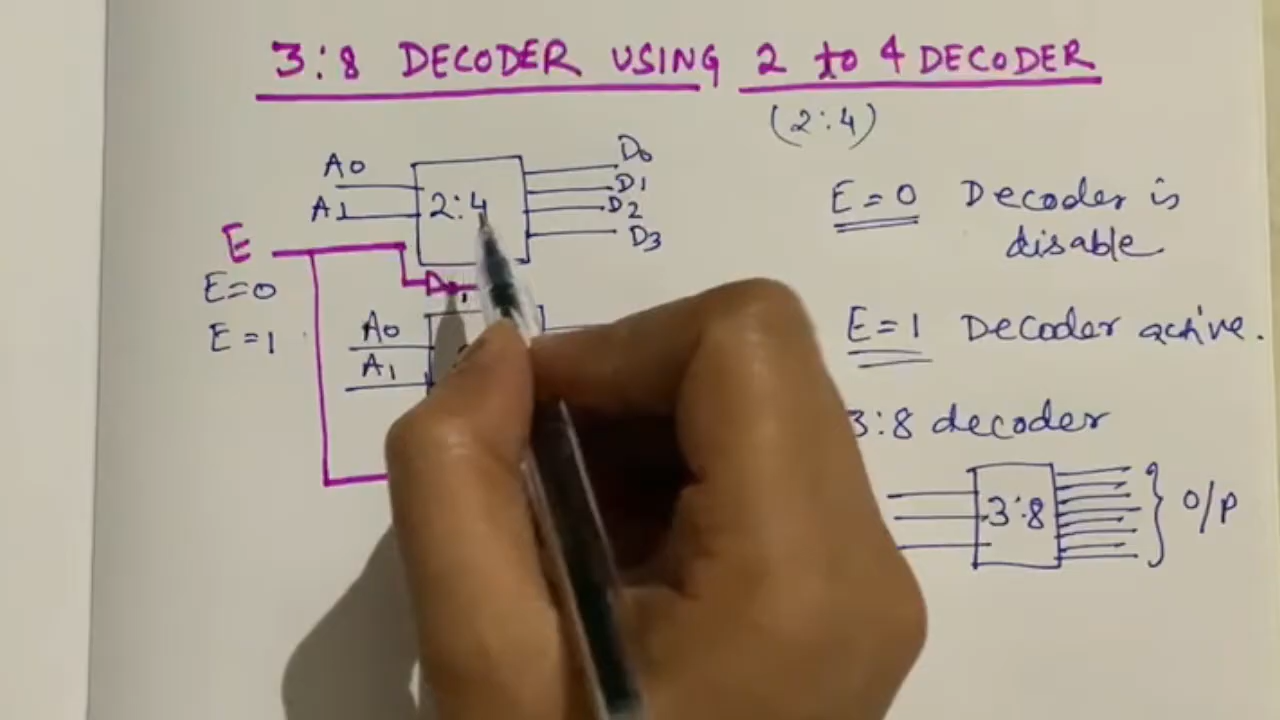 3:8 DECODER USING 2 to 4 DECODER
(2:4)
A0
A1
2:4
D0
D1
D2
D3
E
E=0
E=1
A0
A1
E=0 Decoder is
disable
E=1 Decoder active.
3:8 decoder
3:8
O/P